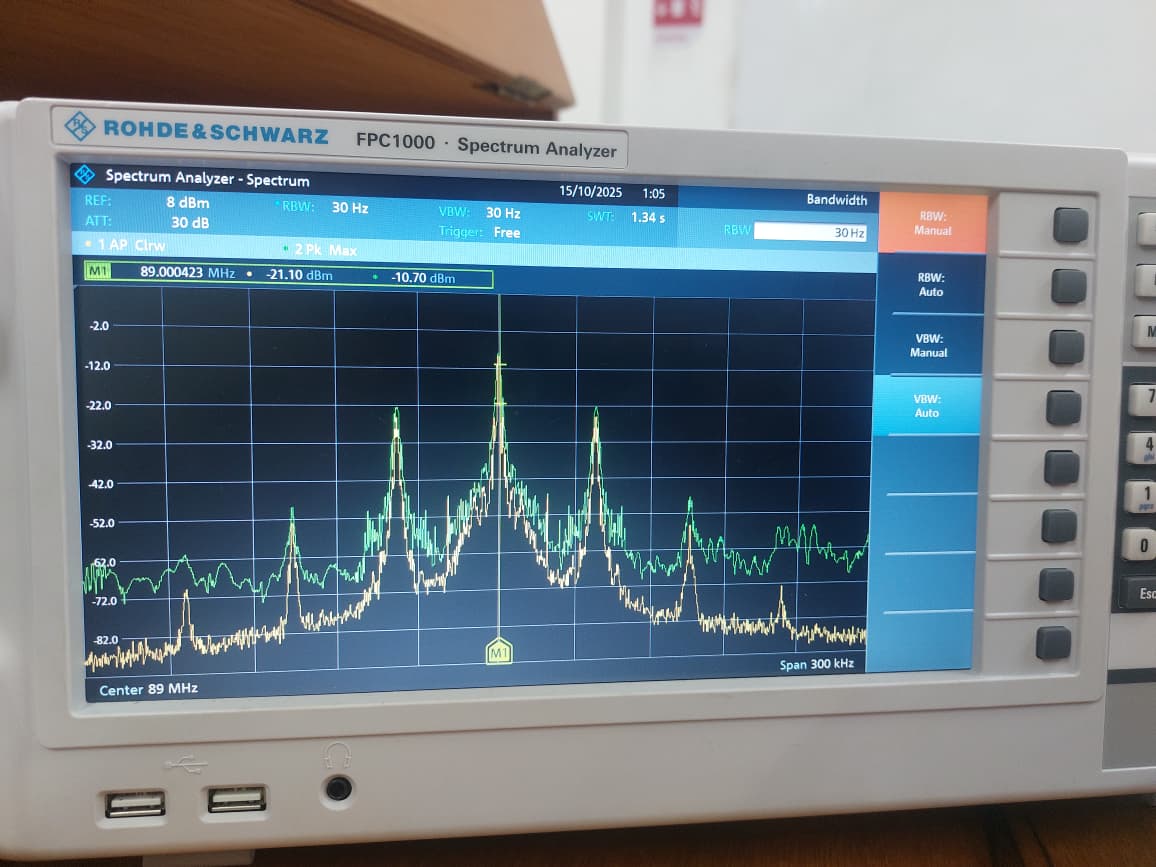 ROHDE&SCHWARZ FPC1000 · Spectrum Analyzer
Spectrum Analyzer - Spectrum 15/10/2025 1:05 Bandwidth
REF: 8 dBm RBW: 30 Hz VBW: 30 Hz SWT: 1.34 s
ATT: 30 dB Trigger: Free RBW 30 Hz
1 AP Clrw 2 Pk Max
M1 89.000423 MHz -21.10 dBm -10.70 dBm
-2.0
-12.0
-22.0
-32.0
-42.0
-52.0
-62.0
-72.0
-82.0
M1
Center 89 MHz Span 300 kHz
RBW:
Manual
RBW:
Auto
VBW:
Manual
VBW:
Auto
M
7
4
1
0
Esc